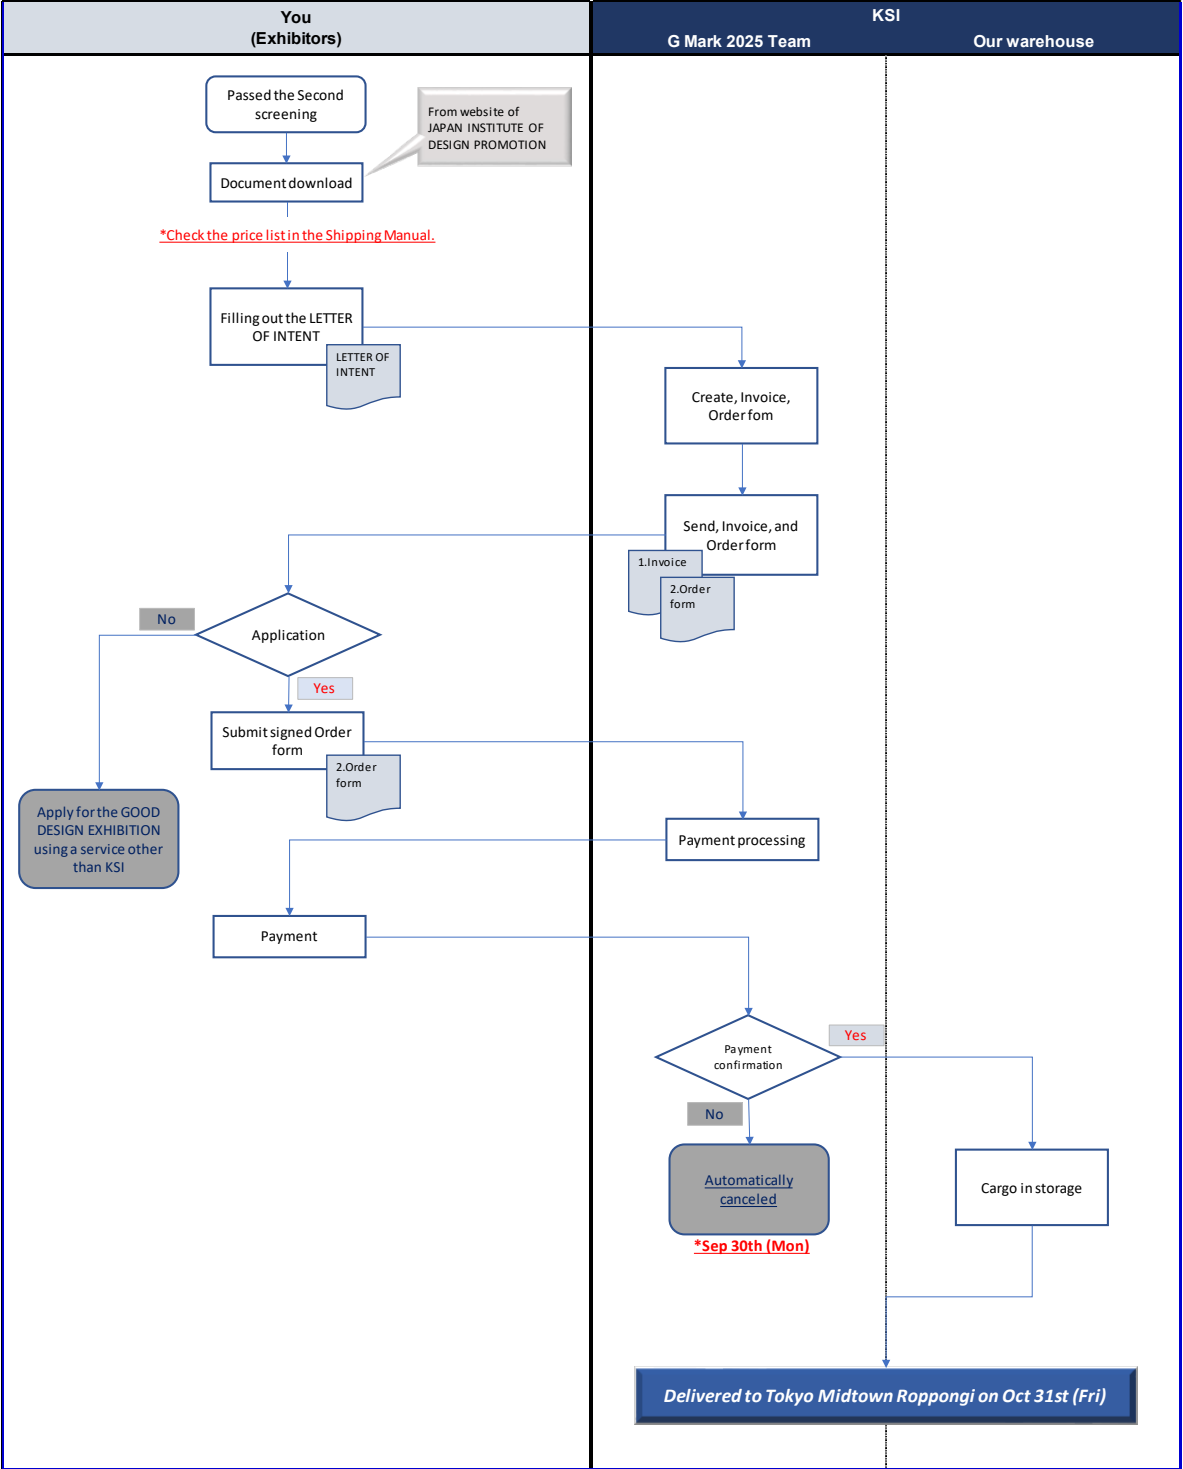 You
(Exhibitors)
KSI
G Mark 2025 Team
Our warehouse
Passed the Second
screening
From website of
JAPAN INSTITUTE OF
DESIGN PROMOTION
Document download
*Check the price list in the Shipping Manual.
Filling out the LETTER
OF INTENT
LETTER OF
INTENT
Create, Invoice,
Order fom
Send, Invoice, and
Order form
1.Invoice
2.Order
form
No
Application
Yes
Submit signed Order
form
2.Order
form
Apply for the GOOD
DESIGN EXHIBITION
using a service other
than KSI
Payment processing
Payment
Yes
Payment
confirmation
No
Automatically
canceled
*Sep 30th (Mon)
Cargo in storage
Delivered to Tokyo Midtown Roppongi on Oct 31st (Fri)